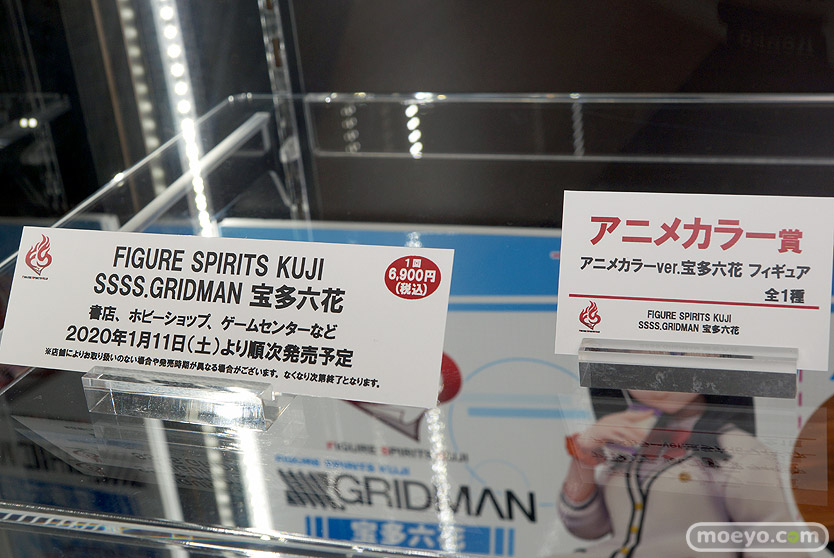 FIGURE SPIRITS KUJI
SSSS.GRIDMAN 宝多六花
1回
6,900円
(税込)
書店、ホビーショップ、ゲームセンターなど
2020年1月11日(土)より順次発売予定
※店舗によりお取り扱いのない場合や発売時期が異なる場合がございます。なくなり次第終了となります。
アニメカラー賞
アニメカラーver.宝多六花 フィギュア
全1種
FIGURE SPIRITS KUJI
SSSS.GRIDMAN 宝多六花
FIGURE SPIRITS KUJI
FIGURE SPIRITS KUJI
GRIDMAN
宝多六花
moeyo.com